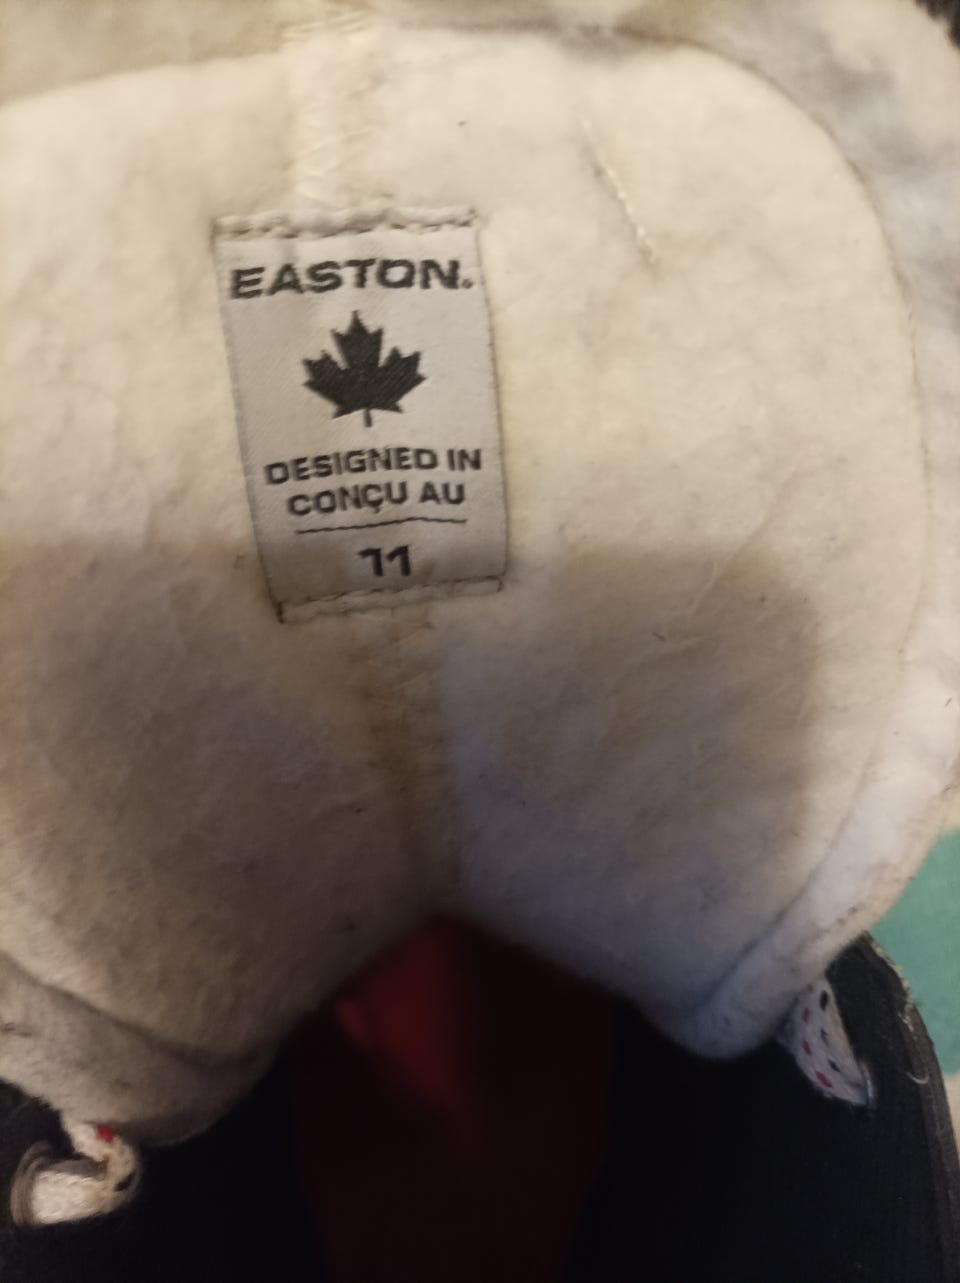 EASTON.
DESIGNED IN
CONÇU AU
11